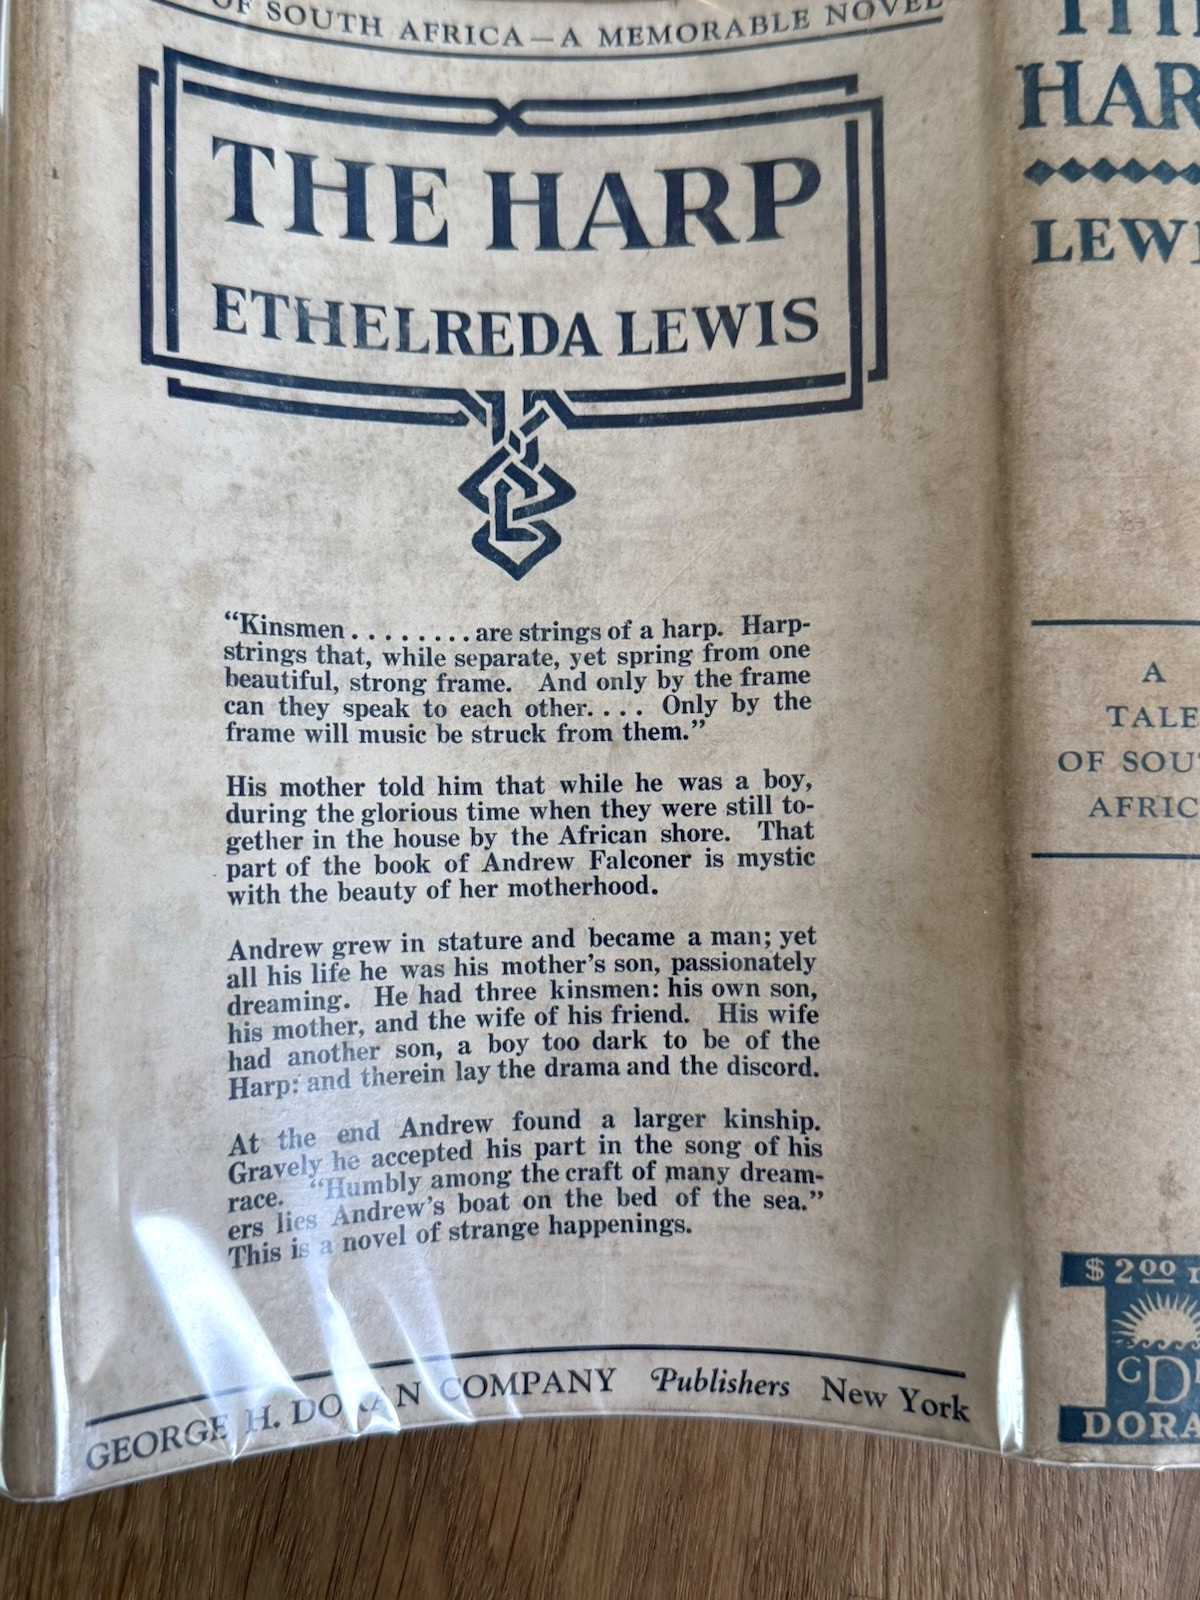 OF SOUTH AFRICA—A MEMORABLE NOVEL
THE HARP
ETHELREDA LEWIS
“Kinsmen ........ are strings of a harp. Harp-
strings that, while separate, yet spring from one
beautiful, strong frame. And only by the frame
can they speak to each other.... Only by the
frame will music be struck from them.”
His mother told him that while he was a boy,
during the glorious time when they were still to-
gether in the house by the African shore. That
part of the book of Andrew Falconer is mystic
with the beauty of her motherhood.
Andrew grew in stature and became a man; yet
all his life he was his mother's son, passionately
dreaming. He had three kinsmen: his own son,
his mother, and the wife of his friend. His wife
had another son, a boy too dark to be of the
Harp: and therein lay the drama and the discord.
At the end Andrew found a larger kinship.
Gravely he accepted his part in the song of his
race. “Humbly among the craft of many dream-
ers lies Andrew's boat on the bed of the sea.”
This is a novel of strange happenings.
GEORGE H. DORAN COMPANY Publishers New York
HAR
LEWI
A
TALE
OF SOU
AFRIC
$2.00
GD
DORA